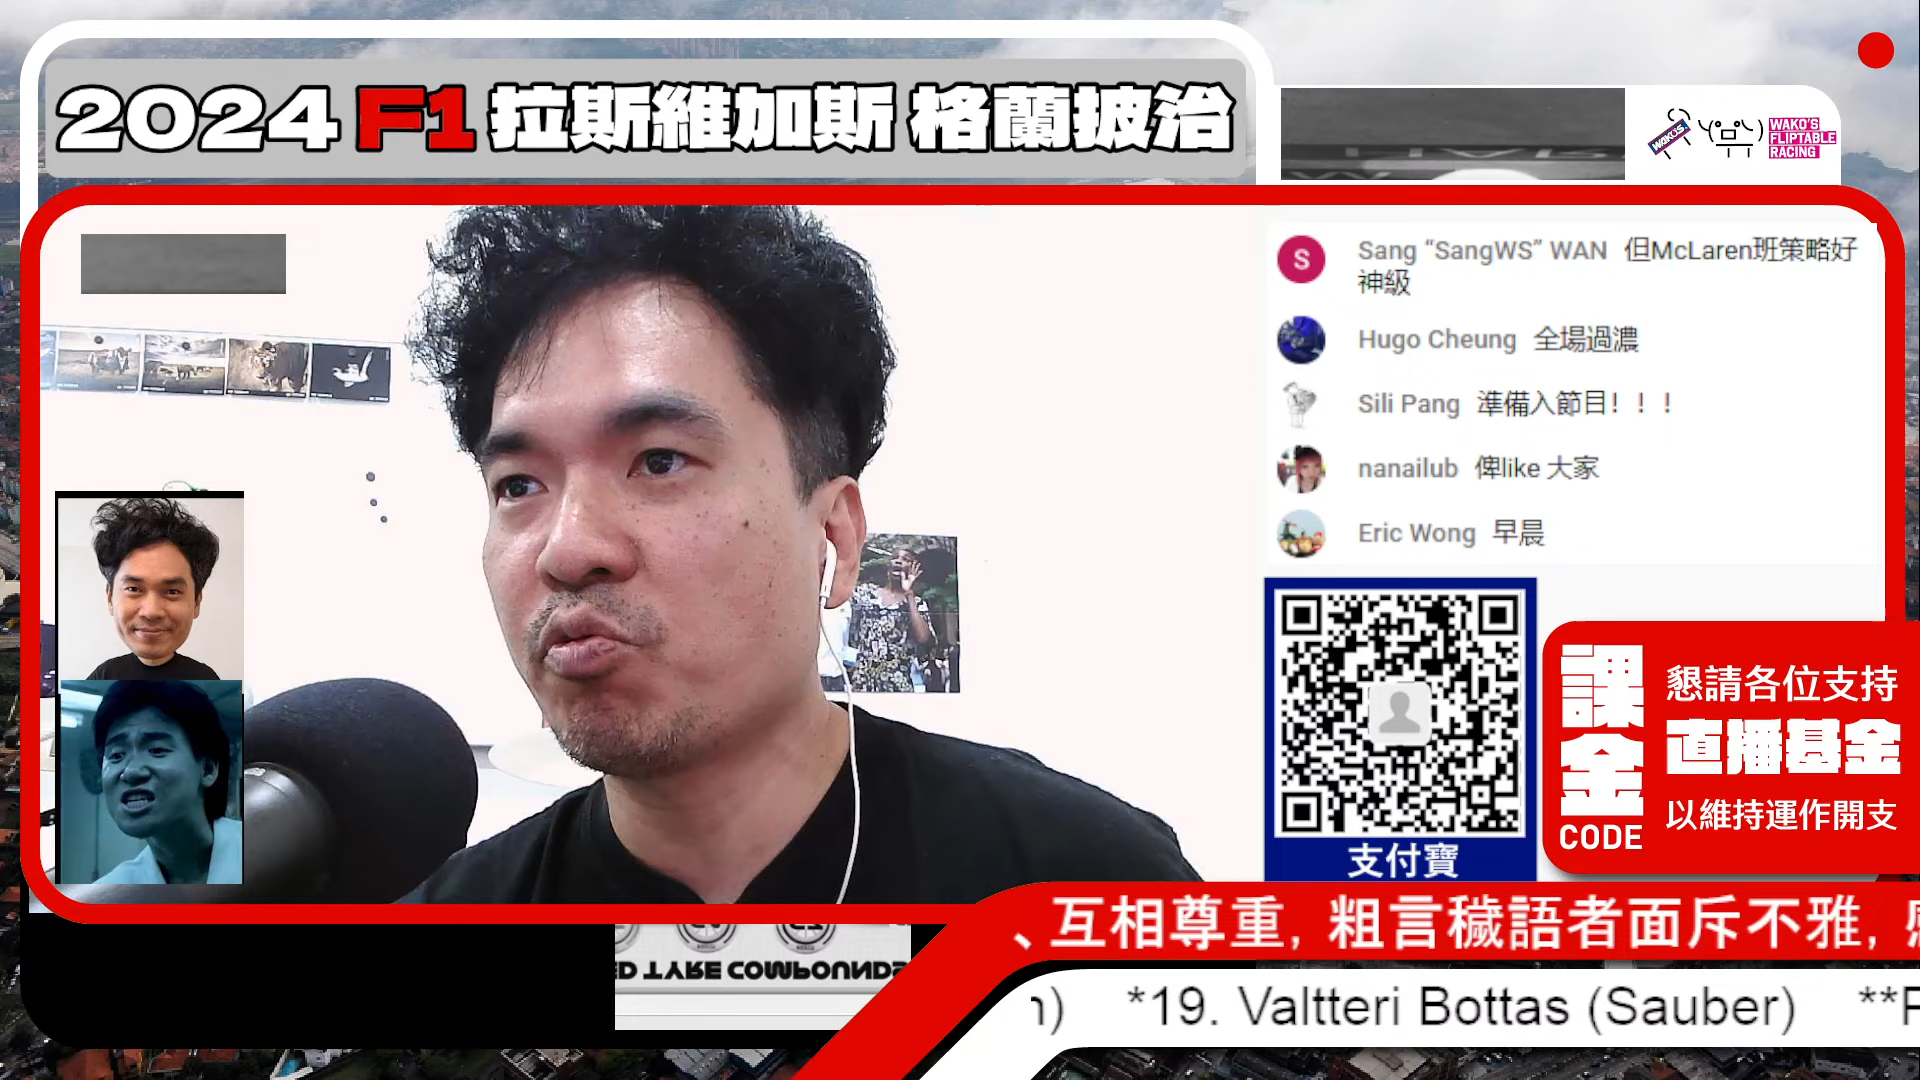 2024 F1 拉斯維加斯 格蘭披治
WAKO'S
WAKO'S
FLIPTABLE
RACING
Sang “SangWS” WAN 但McLaren班策略好
神級
Hugo Cheung 全場過濃
Sili Pang 準備入節目！！！
nanailub 俾like 大家
Eric Wong 早晨
支付寶
課金
CODE
懇請各位支持
直播基金
以維持運作開支
、互相尊重, 粗言穢語者面斥不雅,
TYRE COMPOUNDS
*19. Valtteri Bottas (Sauber)